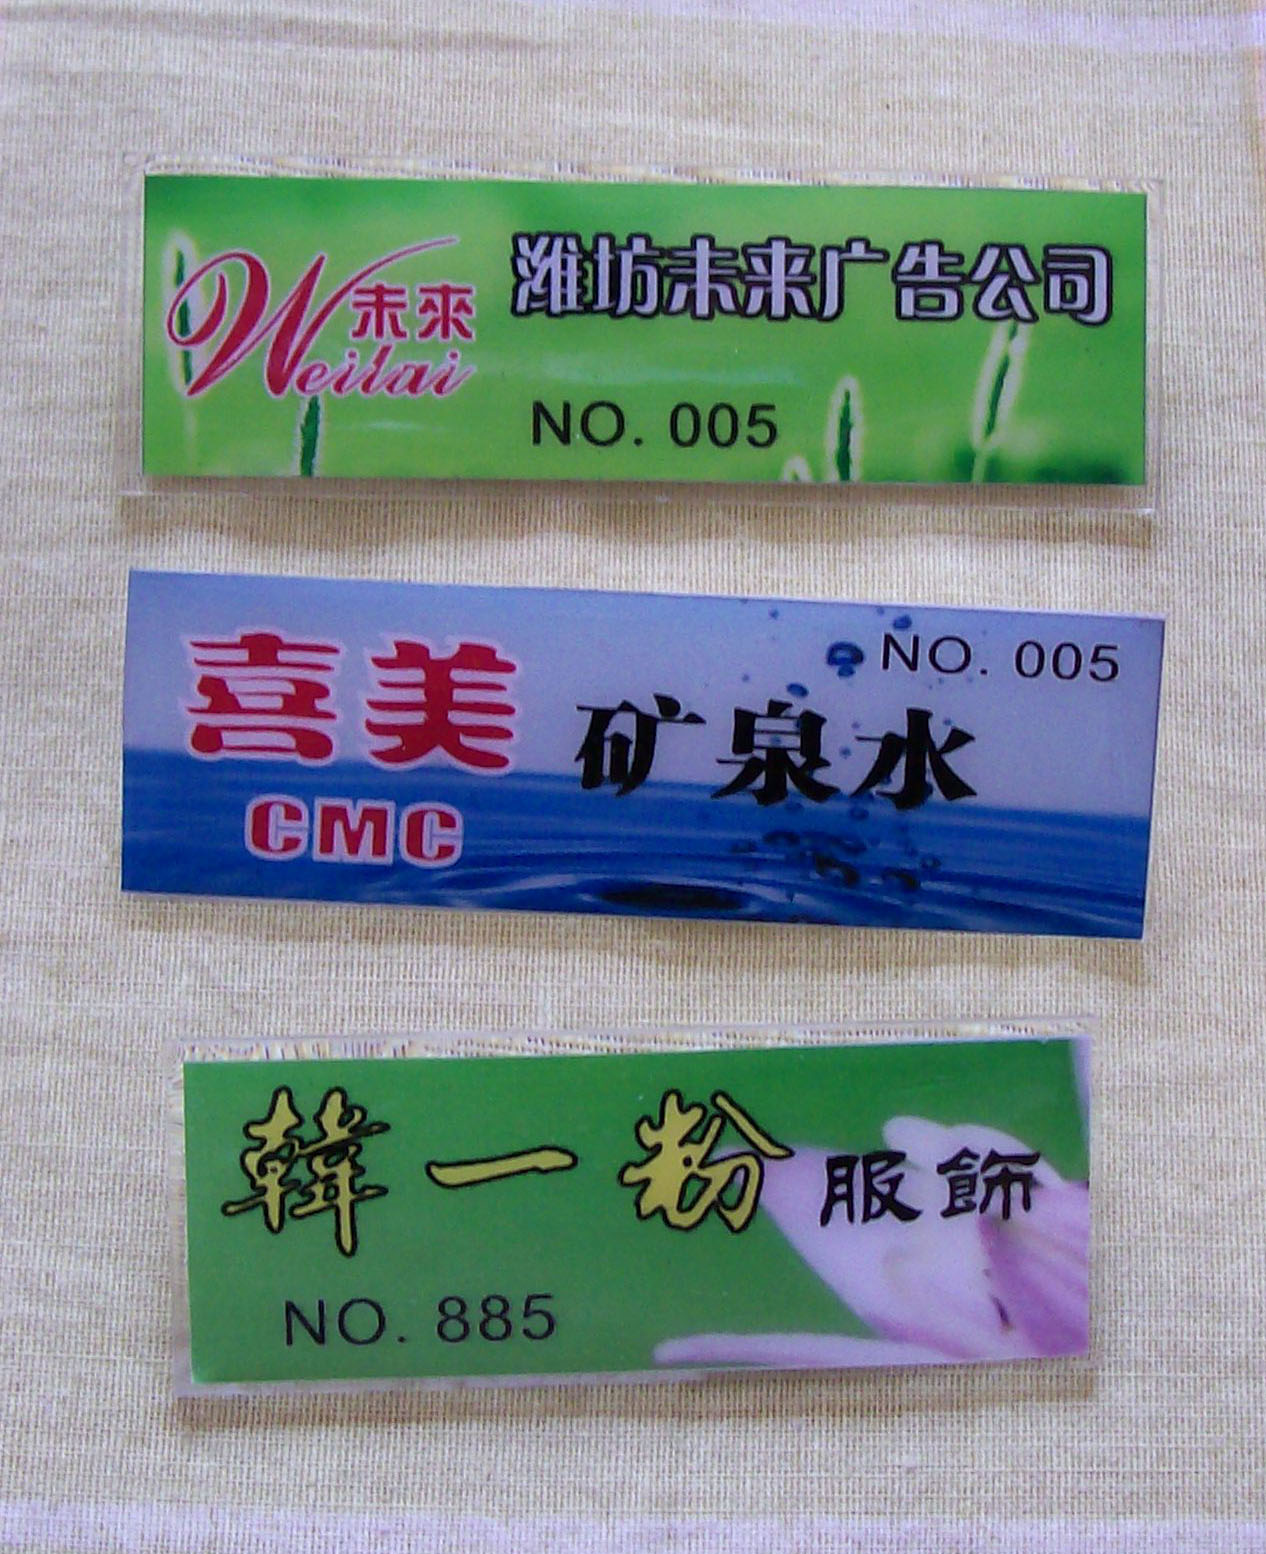 未來
Weilai
潍坊未来广告公司
NO. 005
NO. 005
喜美
矿泉水
CMC
韓一粉 服飾
NO. 885